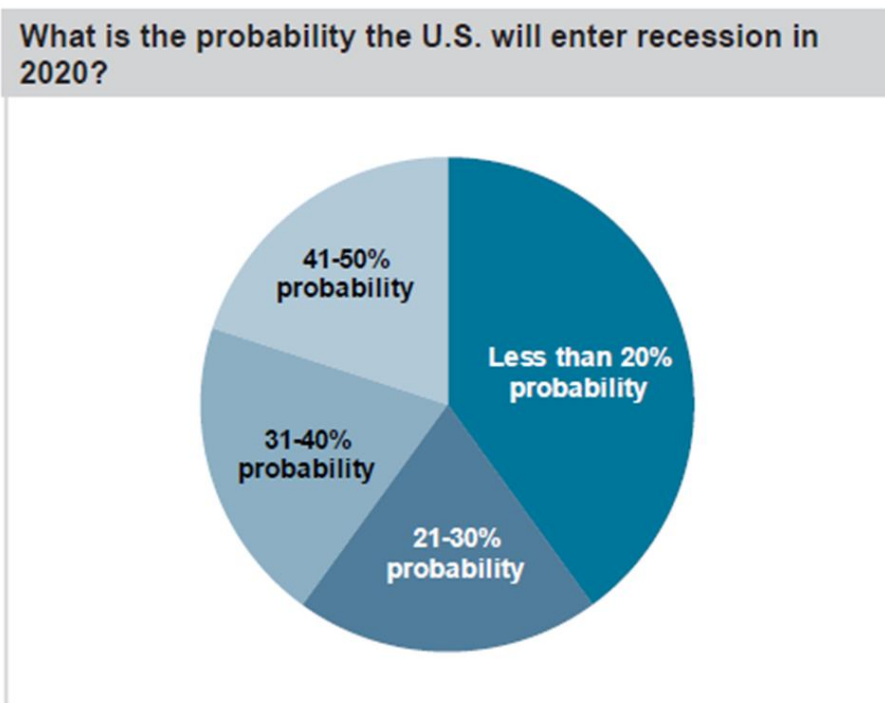 What is the probability the U.S. will enter recession in
2020?
41-50%
probability
Less than 20%
probability
31-40%
probability
21-30%
probability